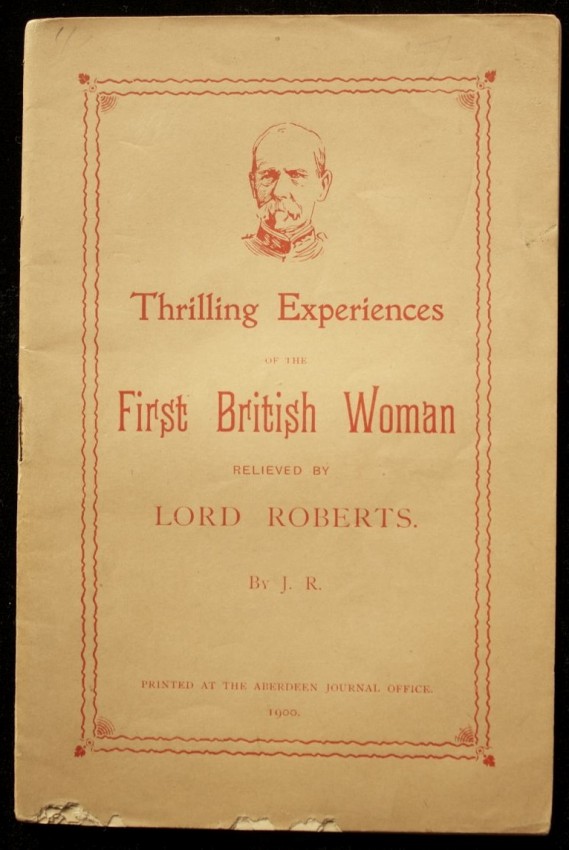 Thrilling Experiences
OF THE
First British Woman
RELIEVED BY
LORD ROBERTS.
By J. R.
PRINTED AT THE ABERDEEN JOURNAL OFFICE.
1900.